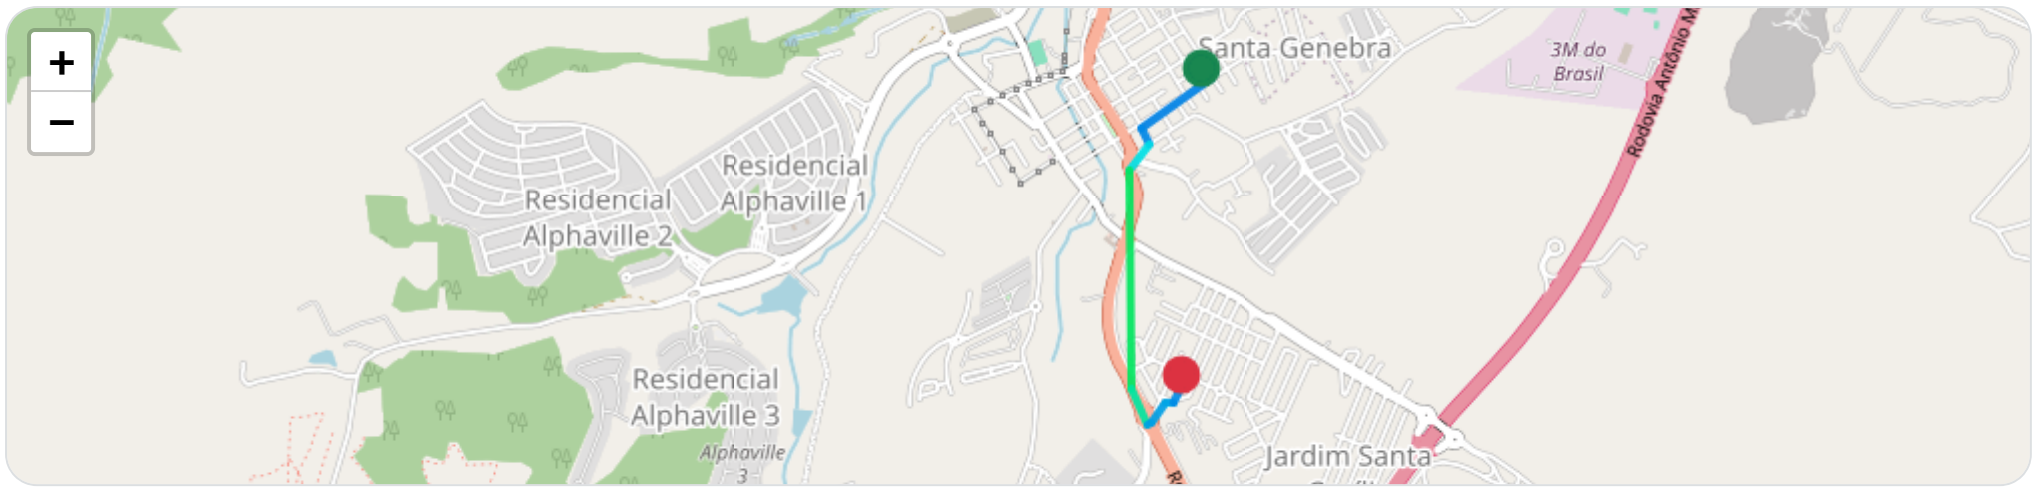 +
−
Santa Genebra
3M do
Brasil
Rodovia Antônio M
Residencial
Alphaville 1
Residencial
Alphaville 2
Residencial
Alphaville 3
Alphaville
3
Jardim Santa